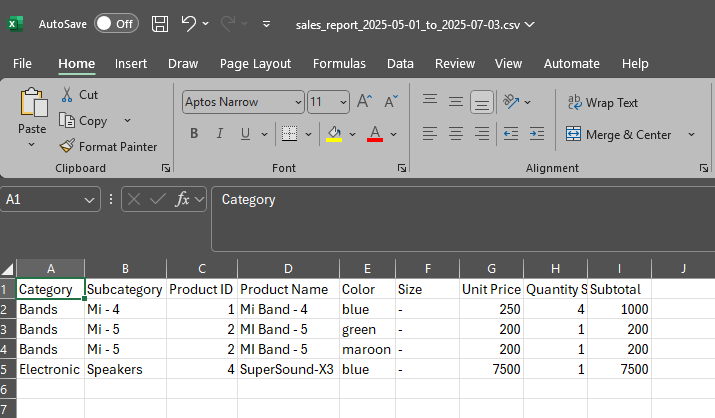 AutoSave Off sales_report_2025-05-01_to_2025-07-03.csv
File Home Insert Draw Page Layout Formulas Data Review View Automate Help
Paste Cut Copy Format Painter
Clipboard
Aptos Narrow 11 A A
B I U A
Font
ab c Wrap Text
Merge & Center
Alignment
A1 fx Category
A B C D E F G H I J
1 Category Subcategory Product ID Product Name Color Size Unit Price Quantity S Subtotal
2 Bands Mi - 4 1 Mi Band - 4 blue - 250 4 1000
3 Bands Mi - 5 2 MI Band - 5 green - 200 1 200
4 Bands Mi - 5 2 MI Band - 5 maroon - 200 1 200
5 Electronic Speakers 4 SuperSound-X3 blue - 7500 1 7500
6
7